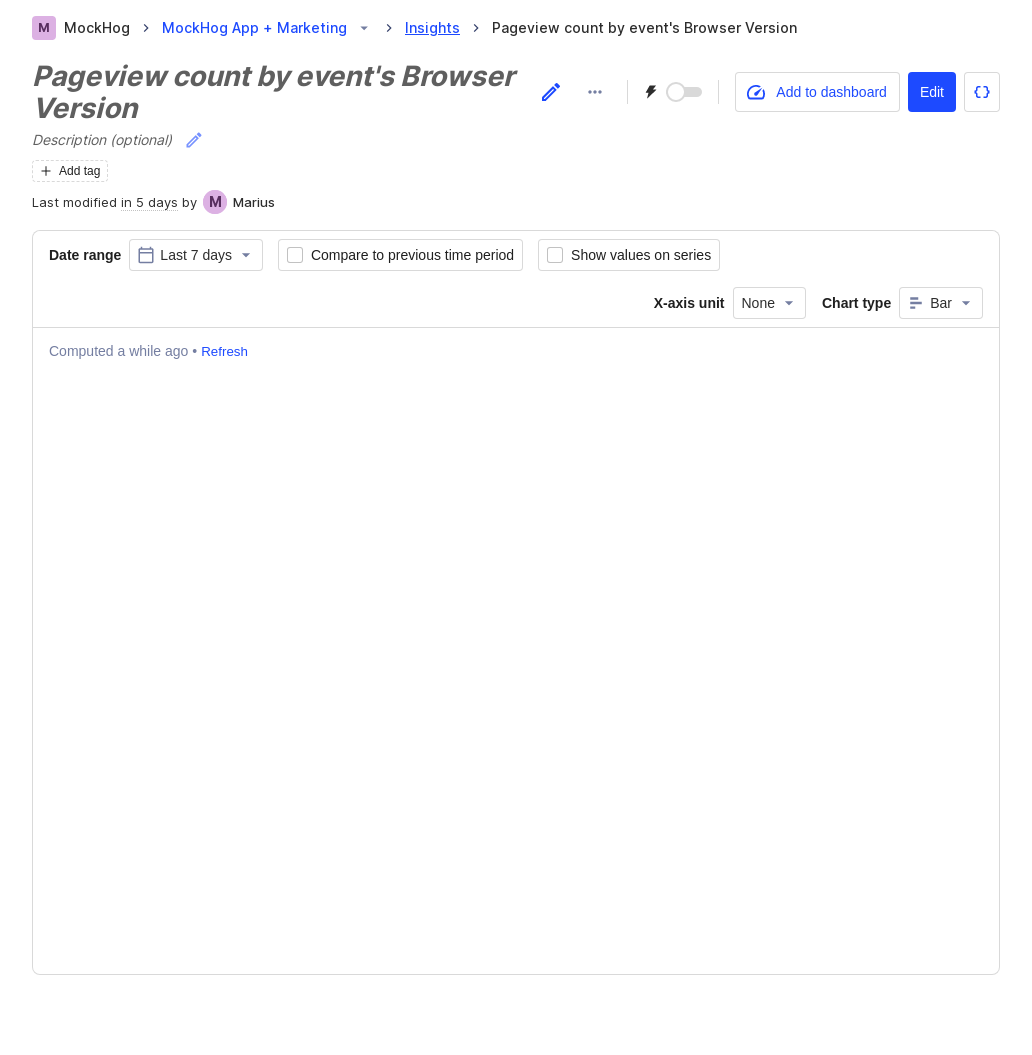 M MockHog MockHog App + Marketing Insights Pageview count by event's Browser Version
Pageview count by event's Browser
Version
Add to dashboard Edit
Description (optional)
Add tag
Last modified in 5 days by M Marius
Date range Last 7 days Compare to previous time period Show values on series
X-axis unit None Chart type Bar
Computed a while ago • Refresh